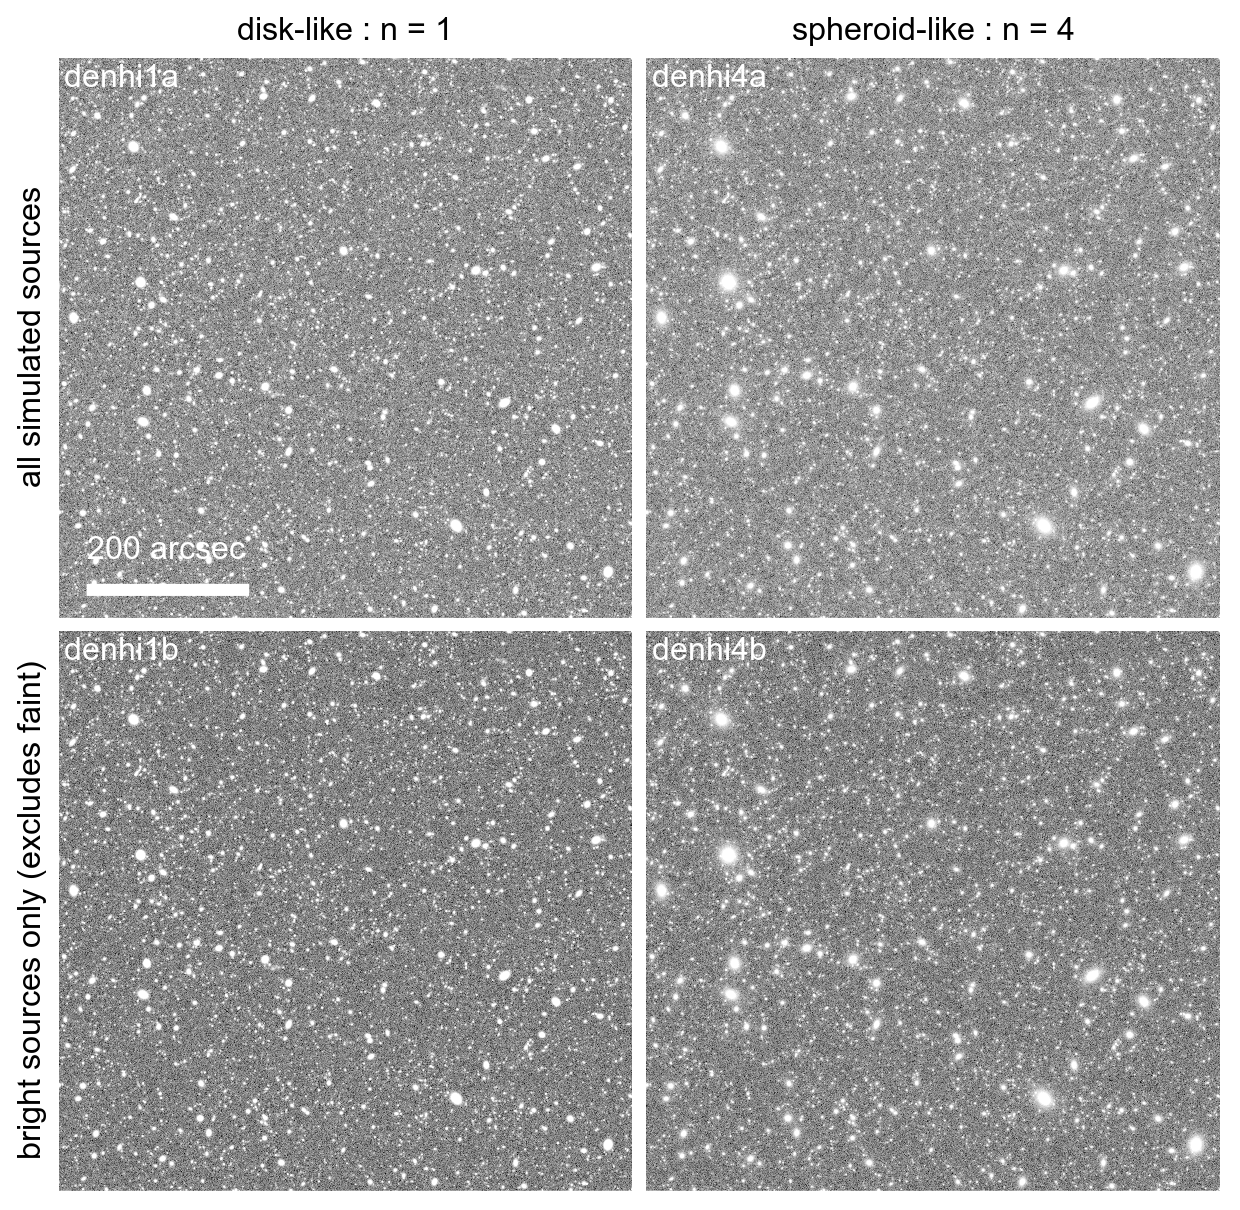 disk-like : n = 1
spheroid-like : n = 4
all simulated sources
denhi1a
denhi4a
200 arcsec
bright sources only (excludes faint)
denhi1b
denhi4b